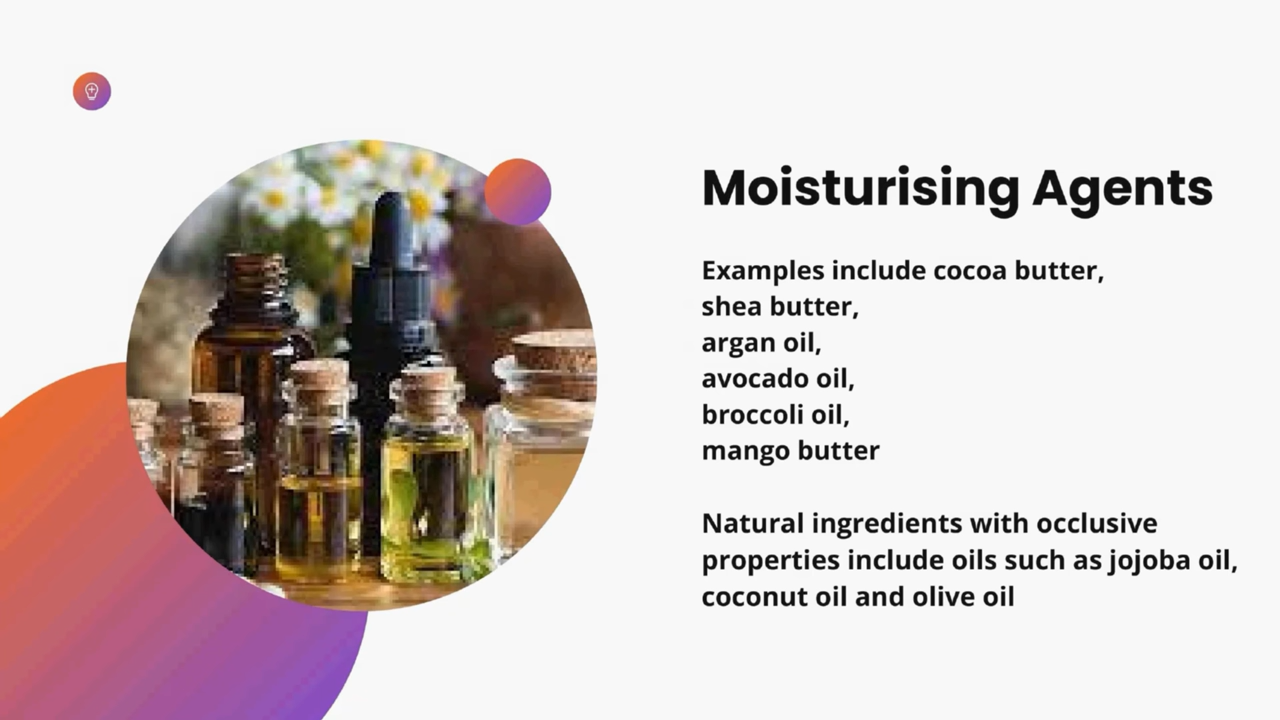 Moisturising Agents
Examples include cocoa butter,
shea butter,
argan oil,
avocado oil,
broccoli oil,
mango butter
Natural ingredients with occlusive
properties include oils such as jojoba oil,
coconut oil and olive oil